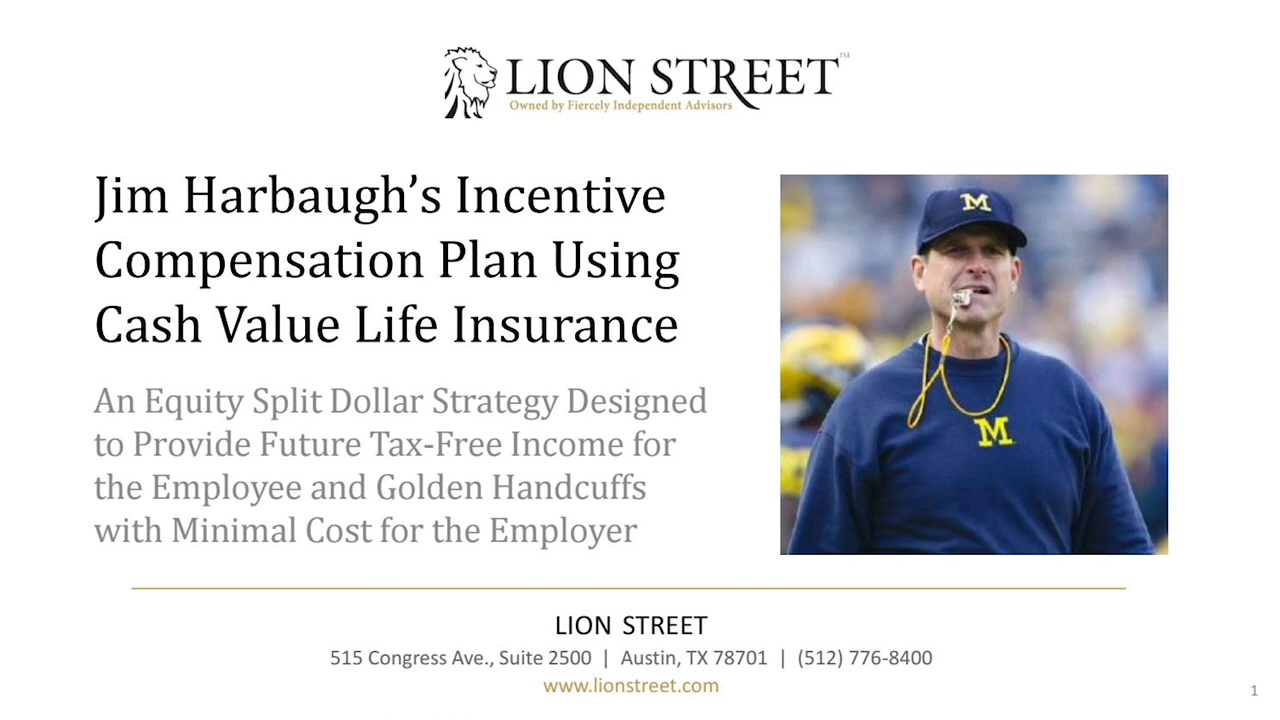 LION STREET™
Owned by Fiercely Independent Advisors
Jim Harbaugh’s Incentive
Compensation Plan Using
Cash Value Life Insurance
An Equity Split Dollar Strategy Designed
to Provide Future Tax-Free Income for
the Employee and Golden Handcuffs
with Minimal Cost for the Employer
M
M
LION STREET
515 Congress Ave., Suite 2500 | Austin, TX 78701 | (512) 776-8400
www.lionstreet.com
1